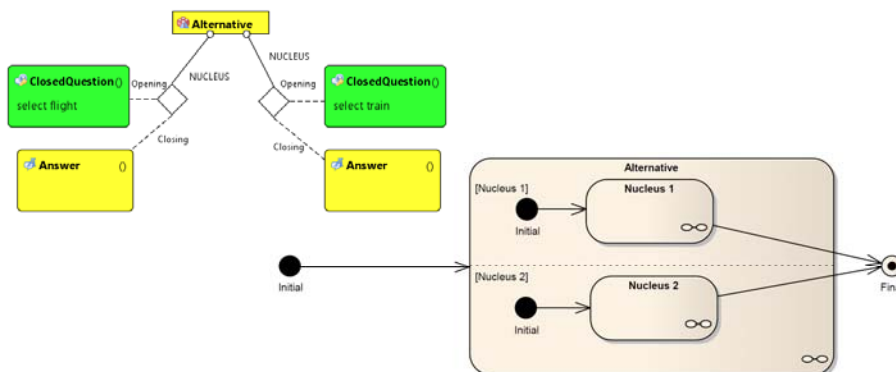 Alternative
NUCLEUS
NUCLEUS
ClosedQuestion()
Opening
select flight
Opening
ClosedQuestion()
select train
Closing
Closing
Answer ()
Answer ()
Alternative
[Nucleus 1]
Nucleus 1
Initial
Initial
[Nucleus 2]
Nucleus 2
Initial
Fin